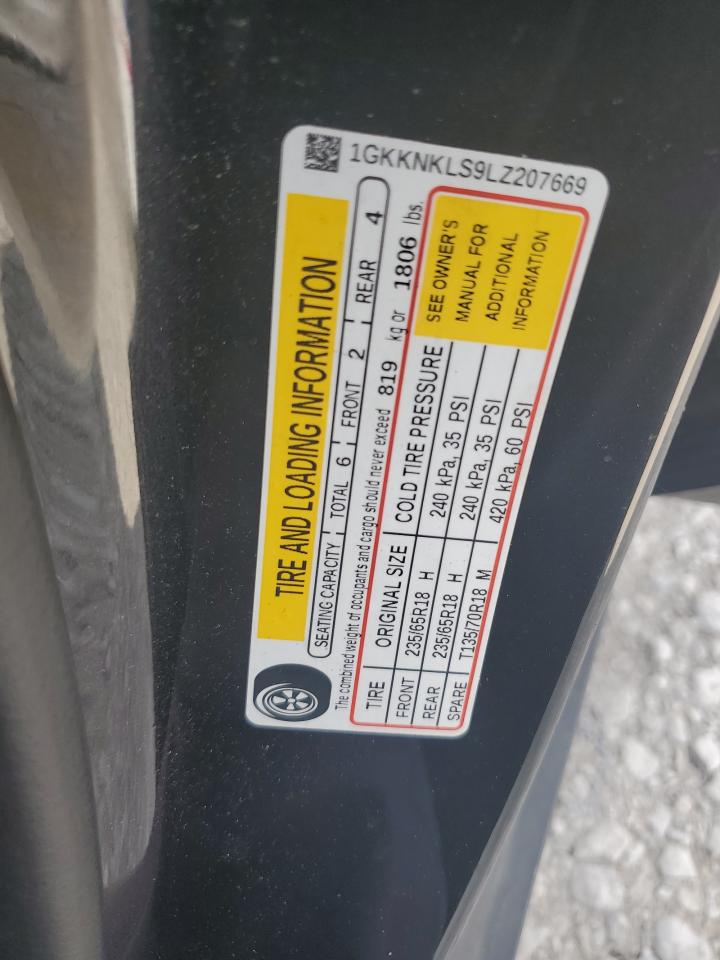 1GKKNKLS9LZ207669
TIRE AND LOADING INFORMATION
SEATING CAPACITY TOTAL 6 FRONT 2 REAR 4
The combined weight of occupants and cargo should never exceed 819 kg or 1806 lbs.
TIRE ORIGINAL SIZE COLD TIRE PRESSURE
FRONT 235/65R18 H 240 kPa, 35 PSI
REAR 235/65R18 H 240 kPa, 35 PSI
SPARE T135/70R18 M 420 kPa, 60 PSI
SEE OWNER'S
MANUAL FOR
ADDITIONAL
INFORMATION